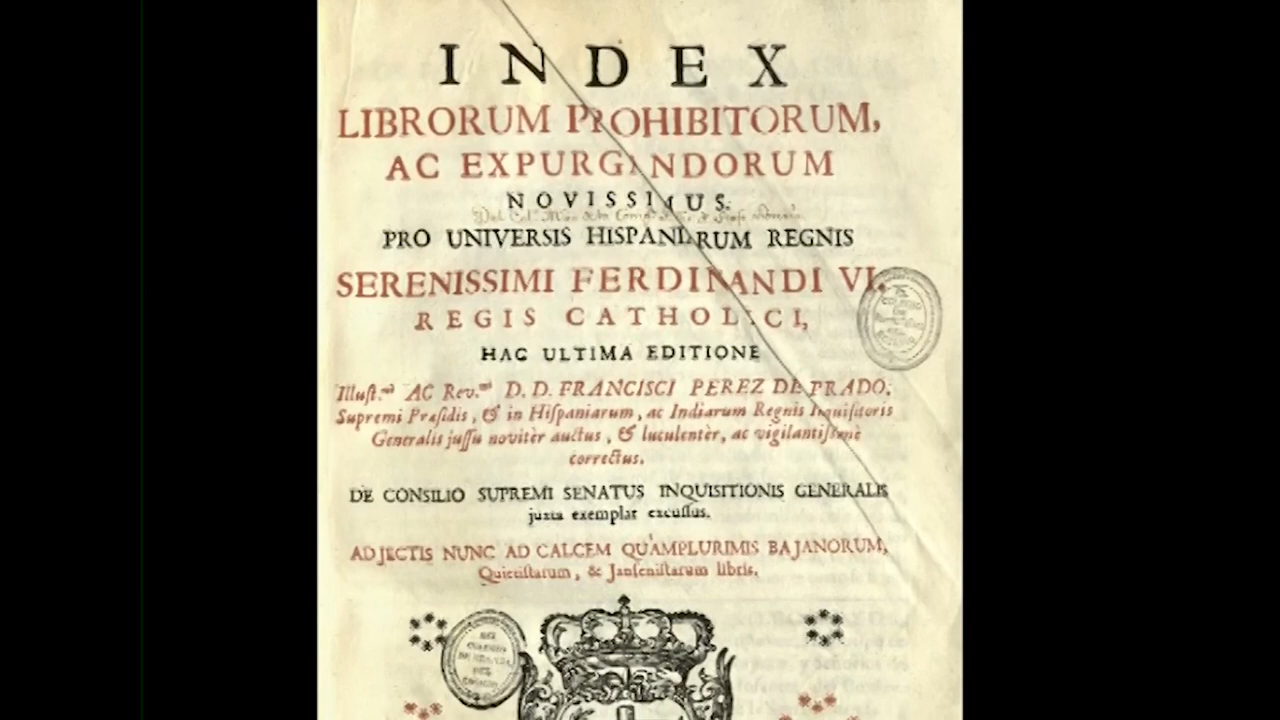 INDEX
LIBRORUM PROHIBITORUM,
AC EXPURGANDORUM
NOVISSIMUS.
PRO UNIVERSIS HISPANIARUM REGNIS
SERENISSIMI FERDINANDI VI.
REGIS CATHOLICI,
HAC ULTIMA EDITIONE
Illust.mi AC Rev.mi D. D. FRANCISCI PEREZ DE PRADO,
Supremi Præsidis, & in Hispaniarum, ac Indiarum Regnis Inquisitoris
Generalis jussu novitèr auctus, & luculentèr, ac vigilantissimè
correctus.
DE CONSILIO SUPREMI SENATUS INQUISITIONIS GENERALIS
juxta exemplar excussus.
ADJECTIS NUNC AD CALCEM QUAMPLURIMIS BAJANORUM,
Quietistarum, & Jansenistarum libris.